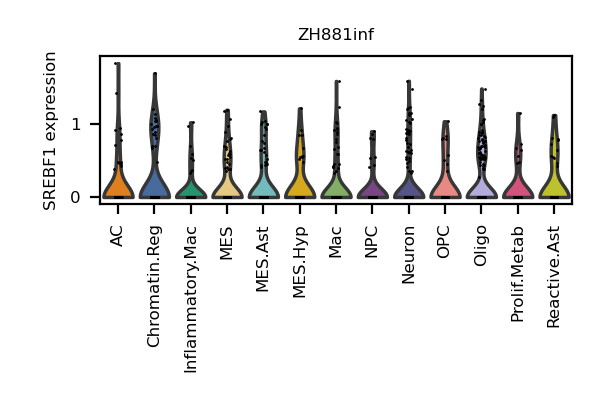 ZH881inf
SREBF1 expression
1
0
AC
Chromatin.Reg
Inflammatory.Mac
MES
MES.Ast
MES.Hyp
Mac
NPC
Neuron
OPC
Oligo
Prolif.Metab
Reactive.Ast